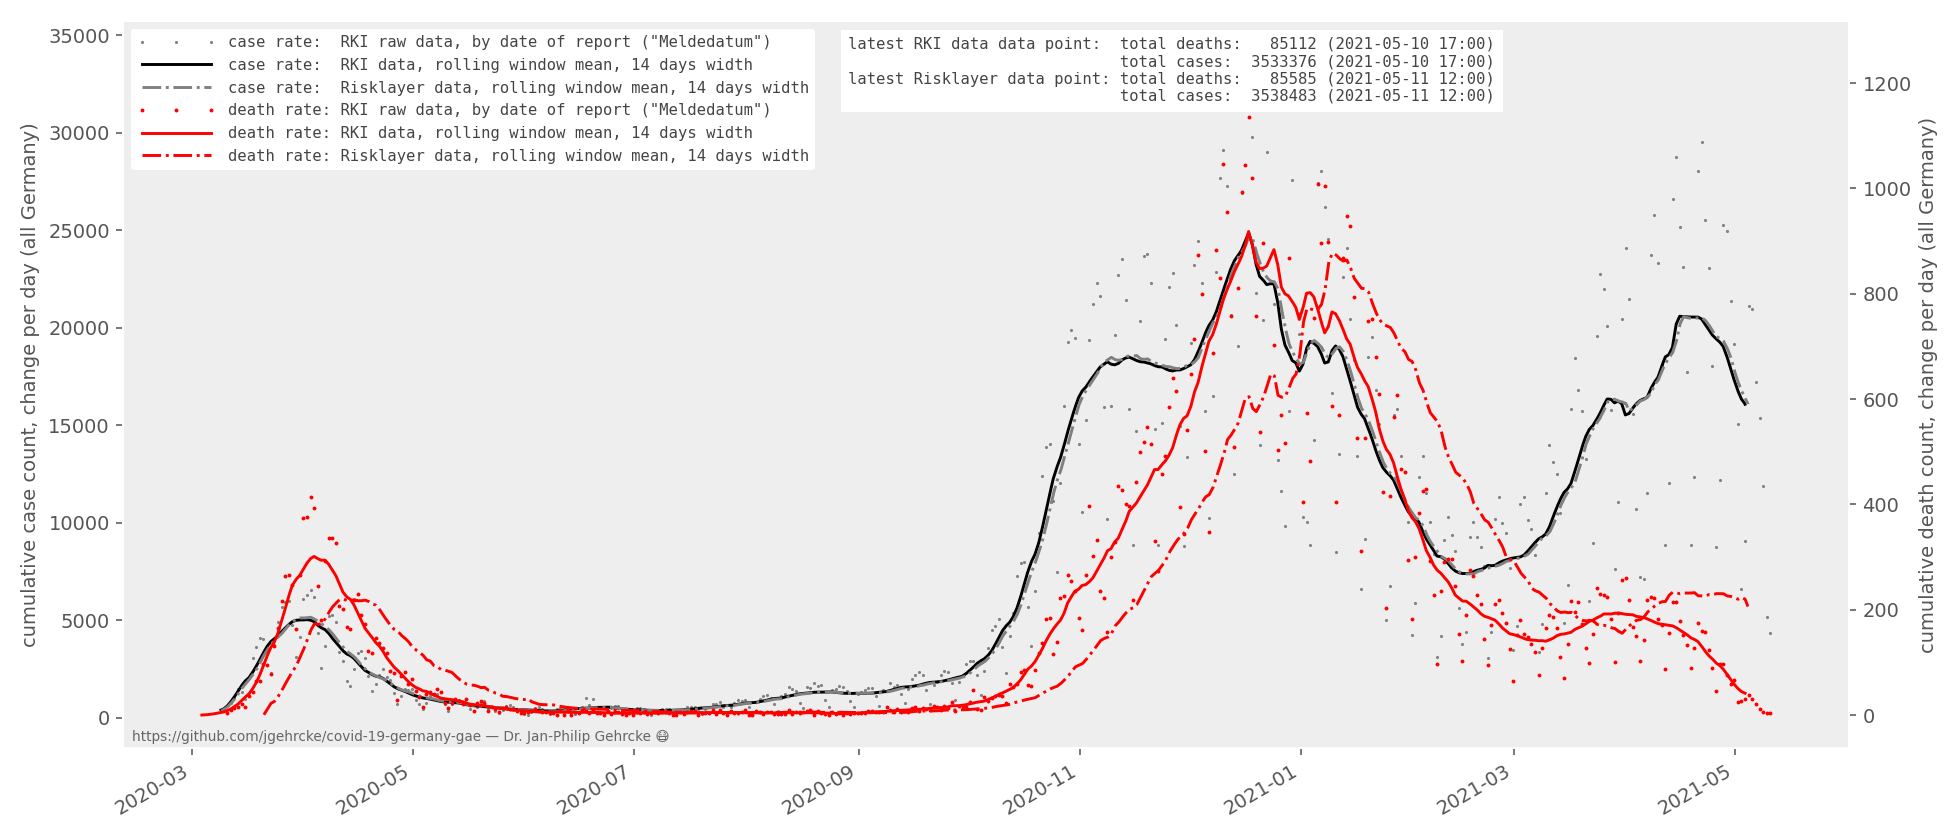 case rate:  RKI raw data, by date of report ("Meldedatum")
case rate:  RKI data, rolling window mean, 14 days width
case rate:  Risklayer data, rolling window mean, 14 days width
death rate: RKI raw data, by date of report ("Meldedatum")
death rate: RKI data, rolling window mean, 14 days width
death rate: Risklayer data, rolling window mean, 14 days width
latest RKI data data point:  total deaths:   85112 (2021-05-10 17:00)
total cases:  3533376 (2021-05-10 17:00)
latest Risklayer data point: total deaths:   85585 (2021-05-11 12:00)
total cases:  3538483 (2021-05-11 12:00)
cumulative case count, change per day (all Germany)
35000
30000
25000
20000
15000
10000
5000
0
cumulative death count, change per day (all Germany)
1200
1000
800
600
400
200
0
https://github.com/jgehrcke/covid-19-germany-gae — Dr. Jan-Philip Gehrcke 😷
2020-03
2020-05
2020-07
2020-09
2020-11
2021-01
2021-03
2021-05